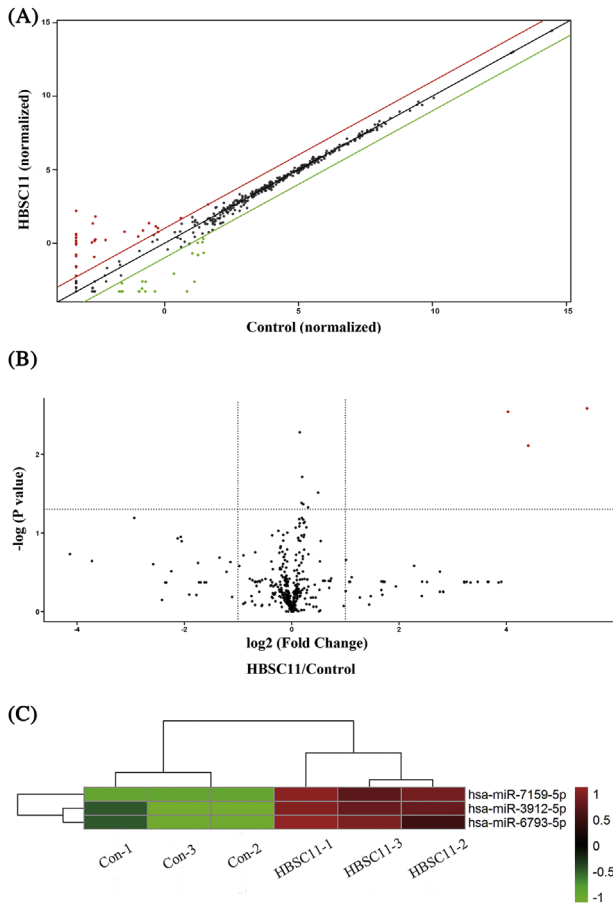 (A)
15
10
5
0
HBSC11 (normalized)
0
5
10
15
Control (normalized)
(B)
2
1
0
-log (P value)
-4
-2
0
2
4
log2 (Fold Change)
HBSC11/Control
(C)
hsa-miR-7159-5p
hsa-miR-3912-5p
hsa-miR-6793-5p
Con-1
Con-3
Con-2
HBSC11-1
HBSC11-3
HBSC11-2
1
0.5
0
-0.5
-1